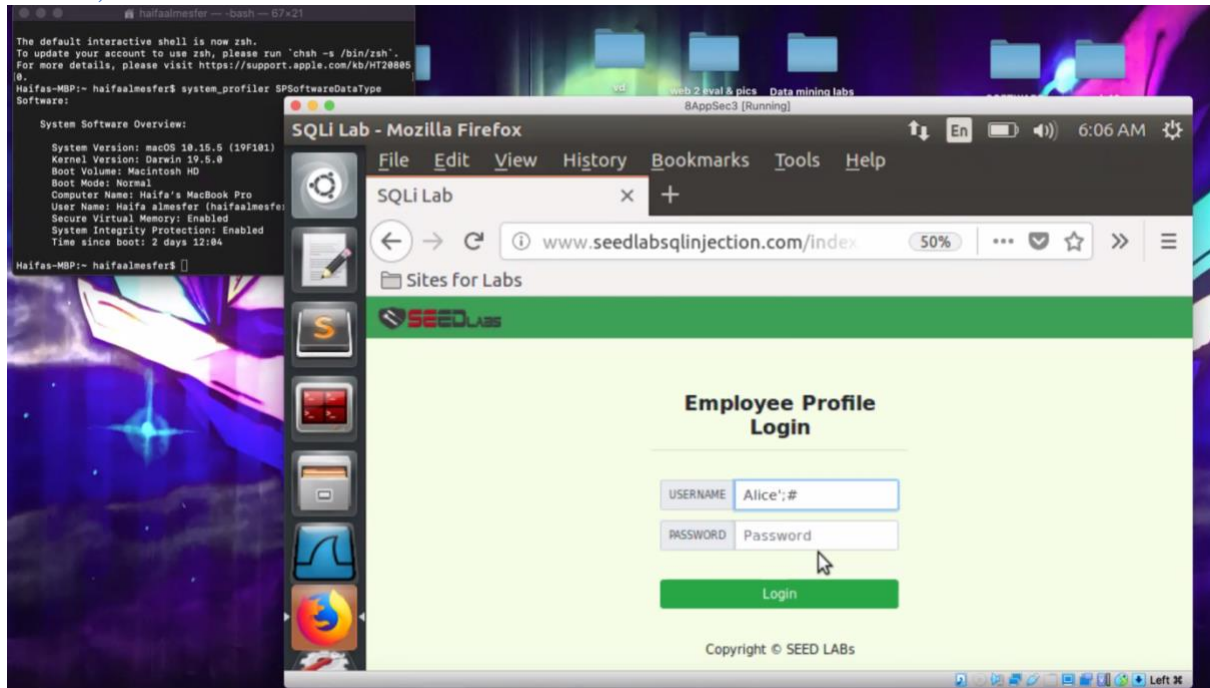 haifaalmesfer — -bash — 67×21
The default interactive shell is now zsh.
To update your account to use zsh, please run `chsh -s /bin/zsh`.
For more details, please visit https://support.apple.com/kb/HT20805
0.
Haifas-MBP:~ haifaalmesfer$ system_profiler SPSoftwareDataType
Software:
System Software Overview:
System Version: macOS 10.15.5 (19F101)
Kernel Version: Darwin 19.5.0
Boot Volume: Macintosh HD
Boot Mode: Normal
Computer Name: Haifa's MacBook Pro
User Name: Haifa almesfer (haifaalmesfe
Secure Virtual Memory: Enabled
System Integrity Protection: Enabled
Time since boot: 2 days 12:04
Haifas-MBP:~ haifaalmesfer$
vd
web 2 eval & pics
Data mining labs
8AppSec3 [Running]
SQLi Lab - Mozilla Firefox
En
6:06 AM
File Edit View History Bookmarks Tools Help
SQLi Lab
www.seedlabsqlinjection.com/index
50%
Sites for Labs
SEEDLABS
Employee Profile
Login
USERNAME Alice';#
PASSWORD Password
Login
Copyright © SEED LABs
Left ⌘